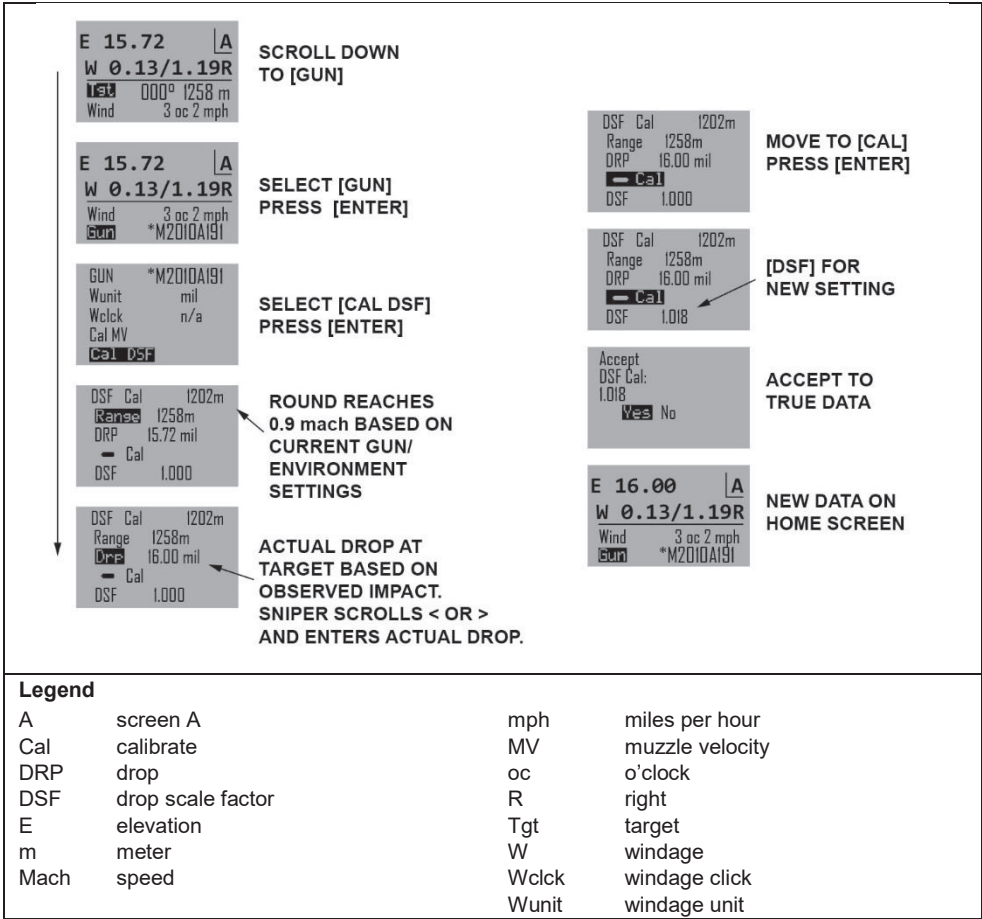 E 15.72 A
W 0.13/1.19R
Tgt 000º 1258 m
Wind 3 oc 2 mph
SCROLL DOWN
TO [GUN]
E 15.72 A
W 0.13/1.19R
Wind 3 oc 2 mph
Gun *M2010A191
SELECT [GUN]
PRESS [ENTER]
GUN *M2010A191
Wunit mil
Wclck n/a
Cal MV
Cal DSF
SELECT [CAL DSF]
PRESS [ENTER]
DSF Cal 1202m
Range 1258m
DRP 15.72 mil
Cal
DSF 1.000
ROUND REACHES
0.9 mach BASED ON
CURRENT GUN/
ENVIRONMENT
SETTINGS
DSF Cal 1202m
Range 1258m
Drp 16.00 mil
Cal
DSF 1.000
ACTUAL DROP AT
TARGET BASED ON
OBSERVED IMPACT.
SNIPER SCROLLS < OR >
AND ENTERS ACTUAL DROP.
DSF Cal 1202m
Range 1258m
DRP 16.00 mil
Cal
DSF 1.000
MOVE TO [CAL]
PRESS [ENTER]
DSF Cal 1202m
Range 1258m
DRP 16.00 mil
Cal
DSF 1.018
[DSF] FOR
NEW SETTING
Accept
DSF Cal:
1.018
Yes No
ACCEPT TO
TRUE DATA
E 16.00 A
W 0.13/1.19R
Wind 3 oc 2 mph
Gun *M2010A191
NEW DATA ON
HOME SCREEN
Legend
A screen A
Cal calibrate
DRP drop
DSF drop scale factor
E elevation
m meter
Mach speed
mph miles per hour
MV muzzle velocity
oc o’clock
R right
Tgt target
W windage
Wclck windage click
Wunit windage unit